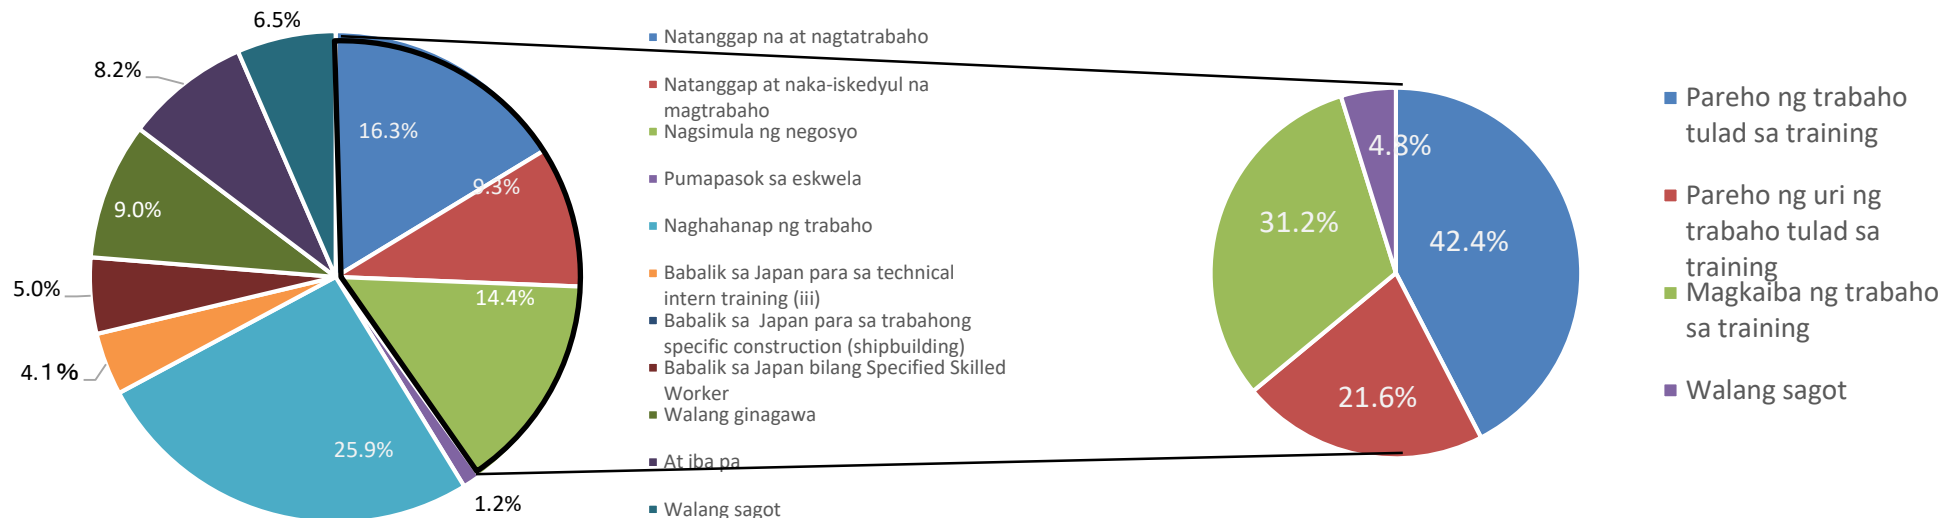 6.5%
8.2%
16.3%
9.3%
9.0%
14.4%
5.0%
4.1%
25.9%
1.2%
Natanggap na at nagtatrabaho
Natanggap at naka-iskedyul na
magtrabaho
Nagsimula ng negosyo
Pumapasok sa eskwela
Naghahanap ng trabaho
Babalik sa Japan para sa technical
intern training (iii)
Babalik sa Japan para sa trabahong
specific construction (shipbuilding)
Babalik sa Japan bilang Specified Skilled
Worker
Walang ginagawa
At iba pa
Walang sagot
4.8%
31.2%
42.4%
21.6%
Pareho ng trabaho
tulad sa training
Pareho ng uri ng
trabaho tulad sa
training
Magkaiba ng trabaho
sa training
Walang sagot